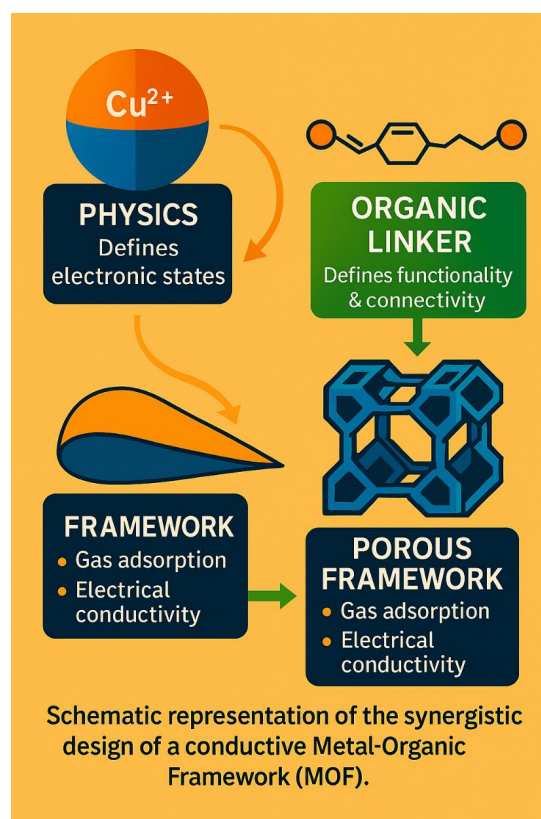 Cu²⁺
PHYSICS
Defines
electronic states
ORGANIC
LINKER
Defines functionality
& connectivity
FRAMEWORK
• Gas adsorption
• Electrical
conductivity
POROUS
FRAMEWORK
• Gas adsorption
• Electrical
conductivity
Schematic representation of the synergistic
design of a conductive Metal-Organic
Framework (MOF).